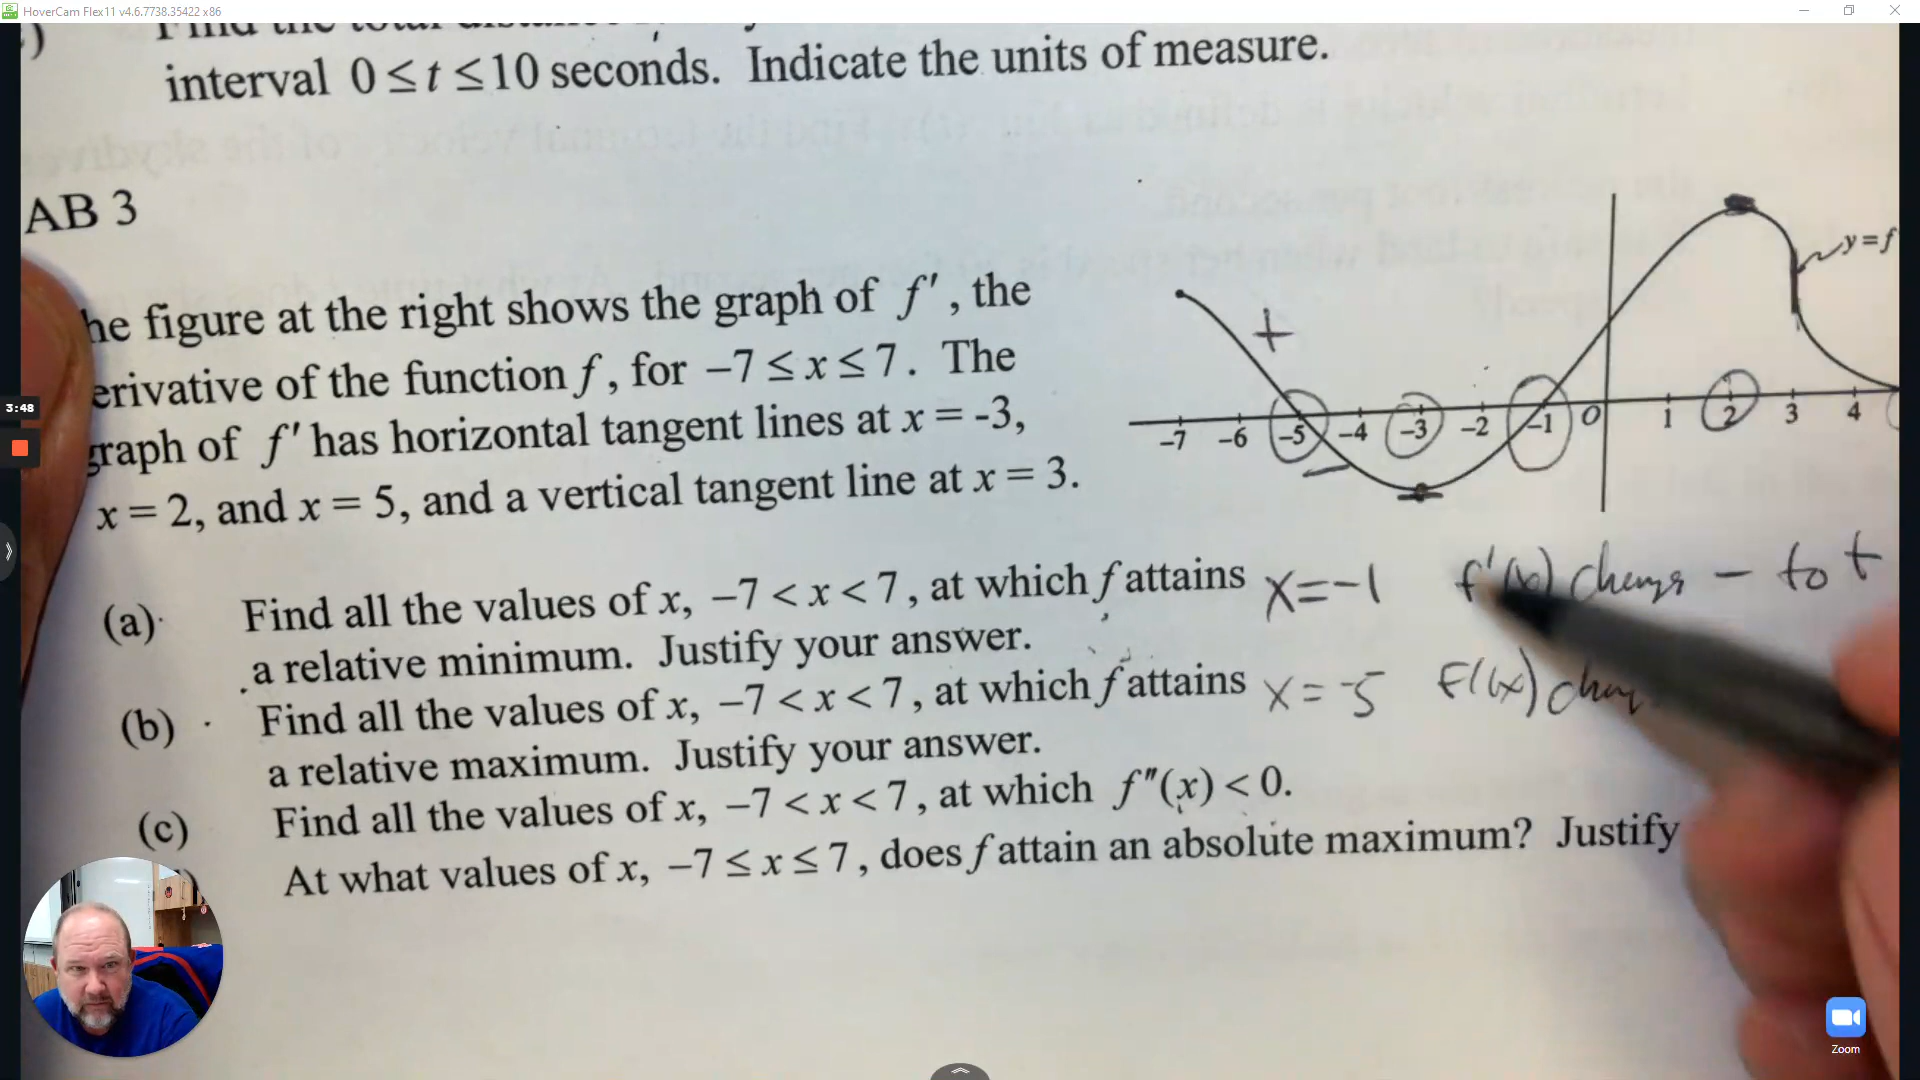 HoverCam Flex11 v4.6.7738.35422 x86
interval 0 ≤ t ≤ 10 seconds. Indicate the units of measure.
AB 3
he figure at the right shows the graph of f′, the
erivative of the function f, for −7 ≤ x ≤ 7. The
graph of f′ has horizontal tangent lines at x = -3,
x = 2, and x = 5, and a vertical tangent line at x = 3.
y = f
+
−7 −6 −5 −4 −3 −2 −1 O 1 2 3 4
−
3:48
(a) Find all the values of x, −7 < x < 7, at which f attains
a relative minimum. Justify your answer.
x = −1 f′(x) changs − to +
(b) Find all the values of x, −7 < x < 7, at which f attains
a relative maximum. Justify your answer.
x = −5 F′(x) chan
(c) Find all the values of x, −7 < x < 7, at which f″(x) < 0.
At what values of x, −7 ≤ x ≤ 7, does f attain an absolute maximum? Justify
Zoom